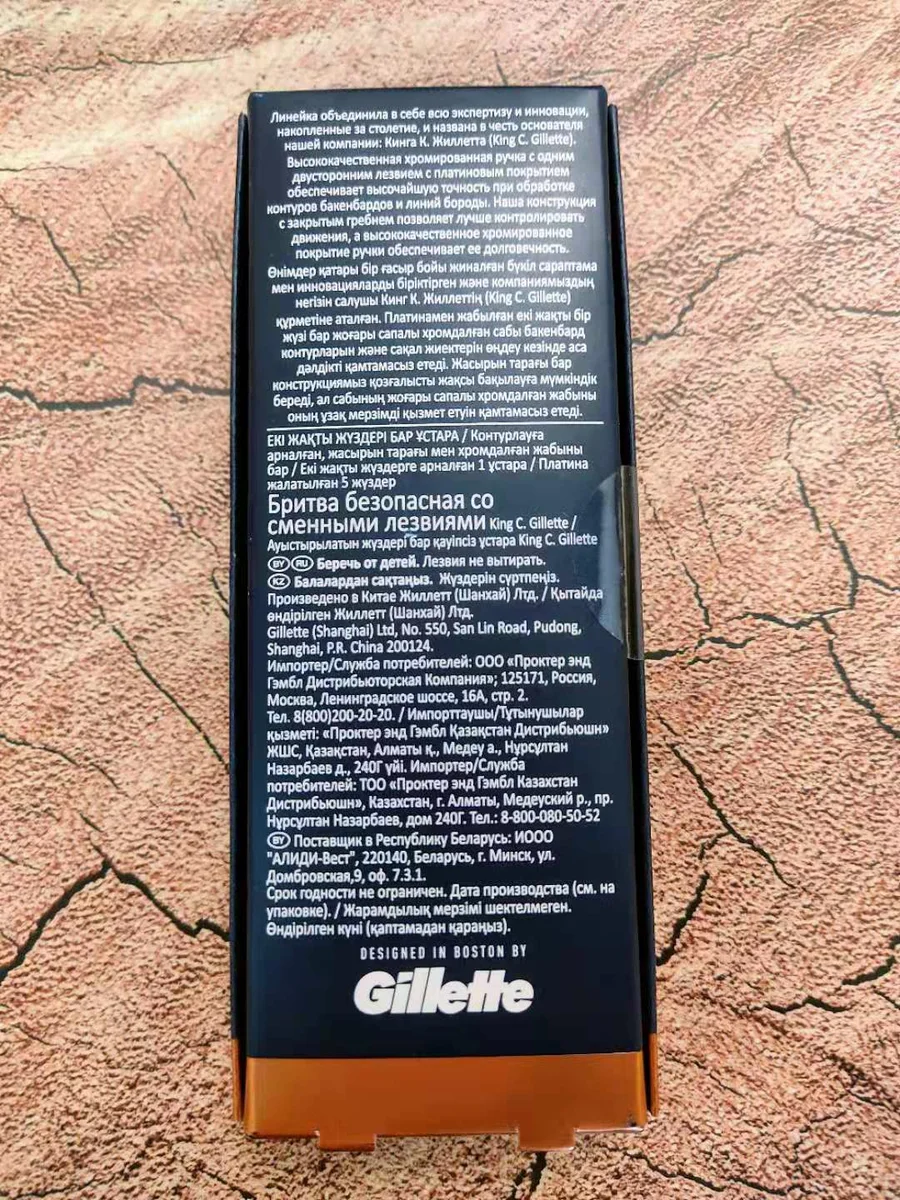 Линейка объединила в себе всю экспертизу и инновации,
накопленные за столетие, и названа в честь основателя
нашей компании: Кинга К. Жиллетта (King C. Gillette).
Высококачественная хромированная ручка с одним
двусторонним лезвием с платиновым покрытием
обеспечивает высочайшую точность при обработке
контуров бакенбардов и линий бороды. Наша конструкция
с закрытым гребнем позволяет лучше контролировать
движения, а высококачественное хромированное
покрытие ручки обеспечивает ее долговечность.
Өнімдер қатары бір ғасыр бойы жиналған бүкіл сараптама
мен инновацияларды біріктірген және компаниямыздың
негізін салушы Кинг К. Жиллеттің (King C. Gillette)
құрметіне аталған. Платинамен жабылған екі жақты бір
жүзі бар жоғары сапалы хромдалған сабы бакенбард
контурларын және сақал жиектерін өңдеу кезінде аса
дәлдікті қамтамасыз етеді. Жасырын тарағы бар
конструкциямыз қозғалысты жақсы бақылауға мүмкіндік
береді, ал сабының жоғары сапалы хромдалған жабыны
оның ұзақ мерзімді қызмет етуін қамтамасыз етеді.
ЕКІ ЖАҚТЫ ЖҮЗДЕРІ БАР ҰСТАРА / Контурлауға
арналған, жасырын тарағы мен хромдалған жабыны
бар / Екі жақты жүздерге арналған 1 ұстара / Платина
жалатылған 5 жүздер
Бритва безопасная со
сменными лезвиями King C. Gillette /
Ауыстырылатын жүздері бар қауіпсіз ұстара King C. Gillette
BY RU Беречь от детей. Лезвия не вытирать.
KZ Балалардан сақтаңыз. Жүздерін сүртпеңіз.
Произведено в Китае Жиллетт (Шанхай) Лтд. / Қытайда
өндірілген Жиллетт (Шанхай) Лтд.
Gillette (Shanghai) Ltd, No. 550, San Lin Road, Pudong,
Shanghai, P.R. China 200124.
Импортер/Служба потребителей: ООО «Проктер энд
Гэмбл Дистрибьюторская Компания»; 125171, Россия,
Москва, Ленинградское шоссе, 16А, стр. 2.
Тел. 8(800)200-20-20. / Импорттаушы/Тұтынушылар
қызметі: «Проктер энд Гэмбл Қазақстан Дистрибьюшн»
ЖШС, Қазақстан, Алматы қ., Медеу а., Нұрсұлтан
Назарбаев д., 240Г үйі. Импортер/Служба
потребителей: ТОО «Проктер энд Гэмбл Казахстан
Дистрибьюшн», Казахстан, г. Алматы, Медеуский р., пр.
Нұрсұлтан Назарбаев, дом 240Г. Тел.: 8-800-080-50-52
BY Поставщик в Республику Беларусь: ИООО
"АЛИДИ-Вест", 220140, Беларусь, г. Минск, ул.
Домбровская,9, оф. 7.3.1.
Срок годности не ограничен. Дата производства (см. на
упаковке). / Жарамдылық мерзімі шектелмеген.
Өндірілген күні (қаптамадан қараңыз).
DESIGNED IN BOSTON BY
Gillette